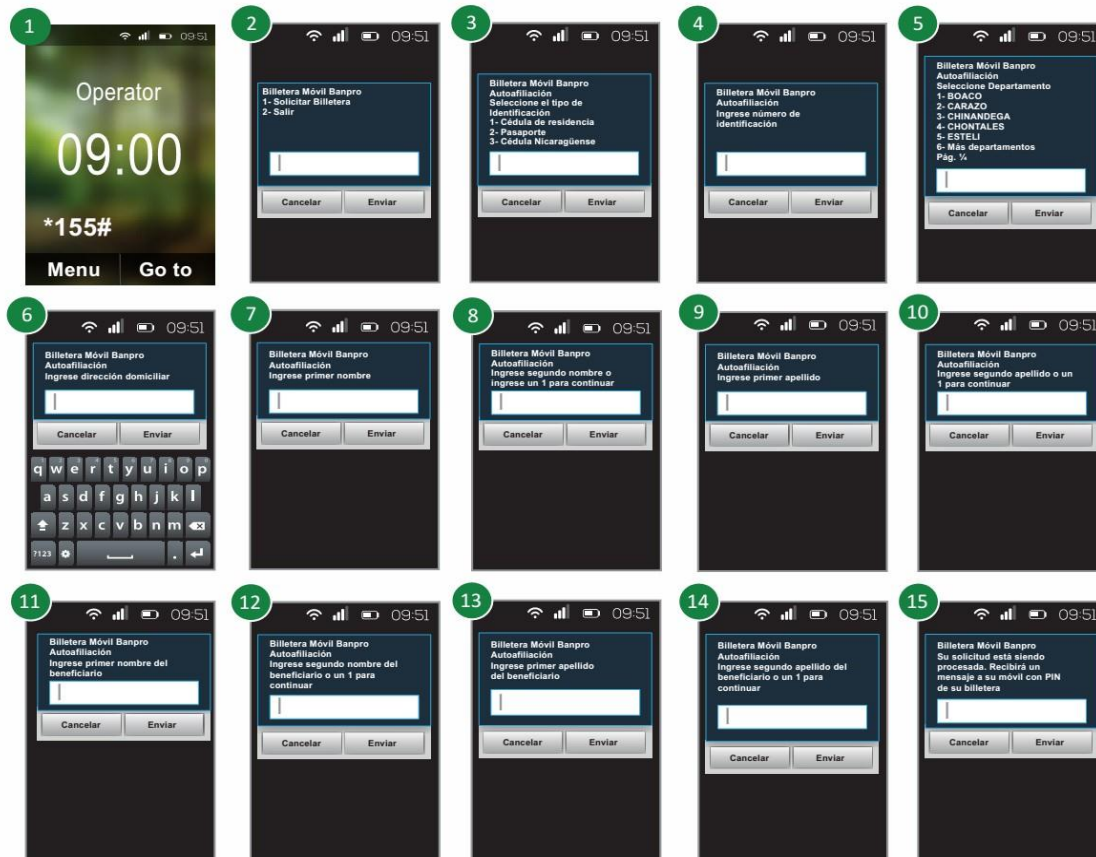 1
09:51
Operator
09:00
*155#
Menu Go to
2
09:51
Billetera Móvil Banpro
1- Solicitar Billetera
2- Salir
Cancelar Enviar
3
09:51
Billetera Móvil Banpro
Autoafiliación
Seleccione el tipo de
Identificación
1- Cédula de residencia
2- Pasaporte
3- Cédula Nicaragüense
Cancelar Enviar
4
09:51
Billetera Móvil Banpro
Autoafiliación
Ingrese número de
identificación
Cancelar Enviar
5
09:51
Billetera Móvil Banpro
Autoafiliación
Seleccione Departamento
1- BOACO
2- CARAZO
3- CHINANDEGA
4- CHONTALES
5- ESTELI
6- Más departamentos
Pág. ¼
Cancelar Enviar
6
09:51
Billetera Móvil Banpro
Autoafiliación
Ingrese dirección domiciliar
Cancelar Enviar
q w e r t y u i o p
a s d f g h j k l
z x c v b n m
?123 .
7
09:51
Billetera Móvil Banpro
Autoafiliación
Ingrese primer nombre
Cancelar Enviar
8
09:51
Billetera Móvil Banpro
Autoafiliación
Ingrese segundo nombre o
ingrese un 1 para continuar
Cancelar Enviar
9
09:51
Billetera Móvil Banpro
Autoafiliación
Ingrese primer apellido
Cancelar Enviar
10
09:51
Billetera Móvil Banpro
Autoafiliación
Ingrese segundo apellido o un
1 para continuar
Cancelar Enviar
11
09:51
Billetera Móvil Banpro
Autoafiliación
Ingrese primer nombre del
beneficiario
Cancelar Enviar
12
09:51
Billetera Móvil Banpro
Autoafiliación
Ingrese segundo nombre del
beneficiario o un 1 para
continuar
Cancelar Enviar
13
09:51
Billetera Móvil Banpro
Autoafiliación
Ingrese primer apellido
del beneficiario
Cancelar Enviar
14
09:51
Billetera Móvil Banpro
Autoafiliación
Ingrese segundo apellido del
beneficiario o un 1 para
continuar
Cancelar Enviar
15
09:51
Billetera Móvil Banpro
Su solicitud está siendo
procesada. Recibirá un
mensaje a su móvil con PIN
de su billetera
Cancelar Enviar